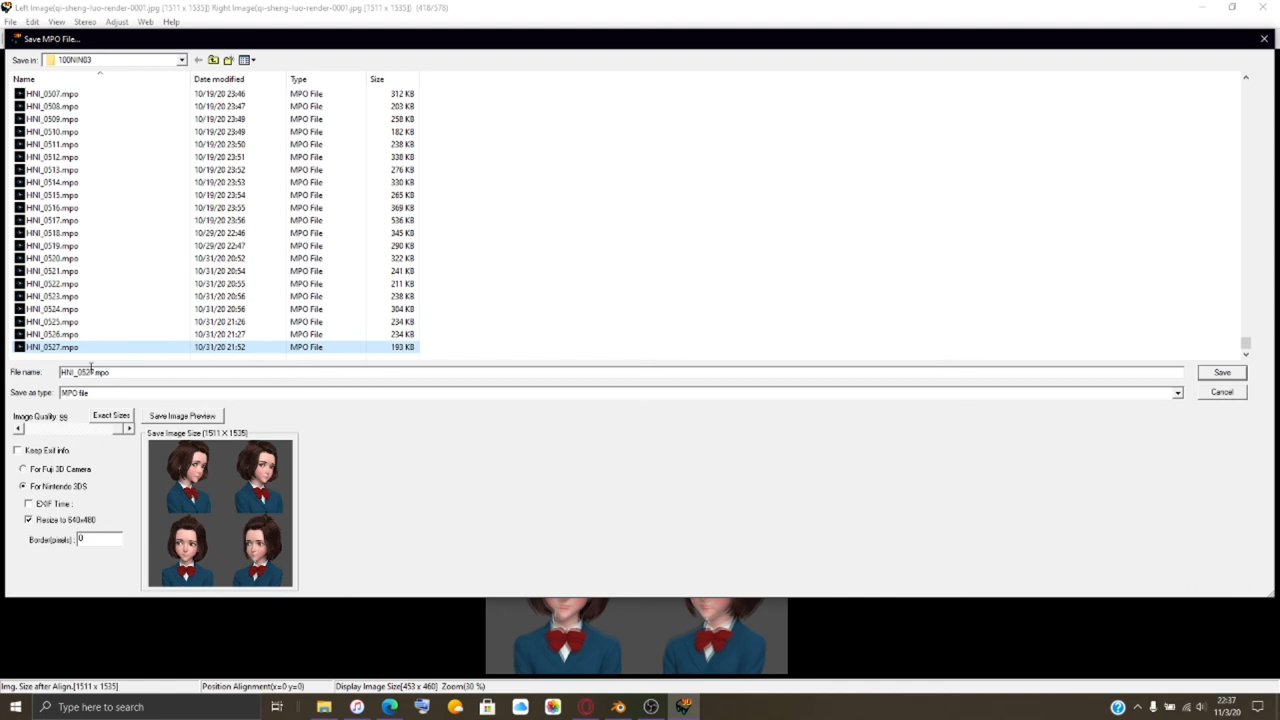 Left Image(qi-sheng-luo-render-0001.jpg [1511 x 1535]) Right Image(qi-sheng-luo-render-0001.jpg [1511 x 1535]) (418/578)
File Edit View Stereo Adjust Web Help
Save MPO File...
Save in: 100NIN03
Name Date modified Type Size
HNI_0507.mpo 10/19/20 23:46 MPO File 312 KB
HNI_0508.mpo 10/19/20 23:47 MPO File 203 KB
HNI_0509.mpo 10/19/20 23:49 MPO File 258 KB
HNI_0510.mpo 10/19/20 23:49 MPO File 182 KB
HNI_0511.mpo 10/19/20 23:50 MPO File 238 KB
HNI_0512.mpo 10/19/20 23:51 MPO File 338 KB
HNI_0513.mpo 10/19/20 23:52 MPO File 276 KB
HNI_0514.mpo 10/19/20 23:53 MPO File 330 KB
HNI_0515.mpo 10/19/20 23:54 MPO File 265 KB
HNI_0516.mpo 10/19/20 23:55 MPO File 369 KB
HNI_0517.mpo 10/19/20 23:56 MPO File 536 KB
HNI_0518.mpo 10/29/20 22:46 MPO File 345 KB
HNI_0519.mpo 10/29/20 22:47 MPO File 290 KB
HNI_0520.mpo 10/31/20 20:52 MPO File 322 KB
HNI_0521.mpo 10/31/20 20:54 MPO File 241 KB
HNI_0522.mpo 10/31/20 20:55 MPO File 211 KB
HNI_0523.mpo 10/31/20 20:56 MPO File 238 KB
HNI_0524.mpo 10/31/20 20:56 MPO File 304 KB
HNI_0525.mpo 10/31/20 21:26 MPO File 234 KB
HNI_0526.mpo 10/31/20 21:27 MPO File 234 KB
HNI_0527.mpo 10/31/20 21:52 MPO File 193 KB
File name: Save
Save as type: MPO file Cancel
Image Quality: 99 Exact Sizes Save Image Preview
Save Image Size (1511 X 1535)
Keep Exif info.
For Fuji 3D Camera
For Nintendo 3DS
EXIF Time :
Resize to 640x480
Border(pixels) : 0
Img. Size after Align.[1511 x 1535] Position Alignment(x=0 y=0) Display Image Size[453 x 460] Zoom(30 %)
Type here to search 22:37
11/3/20